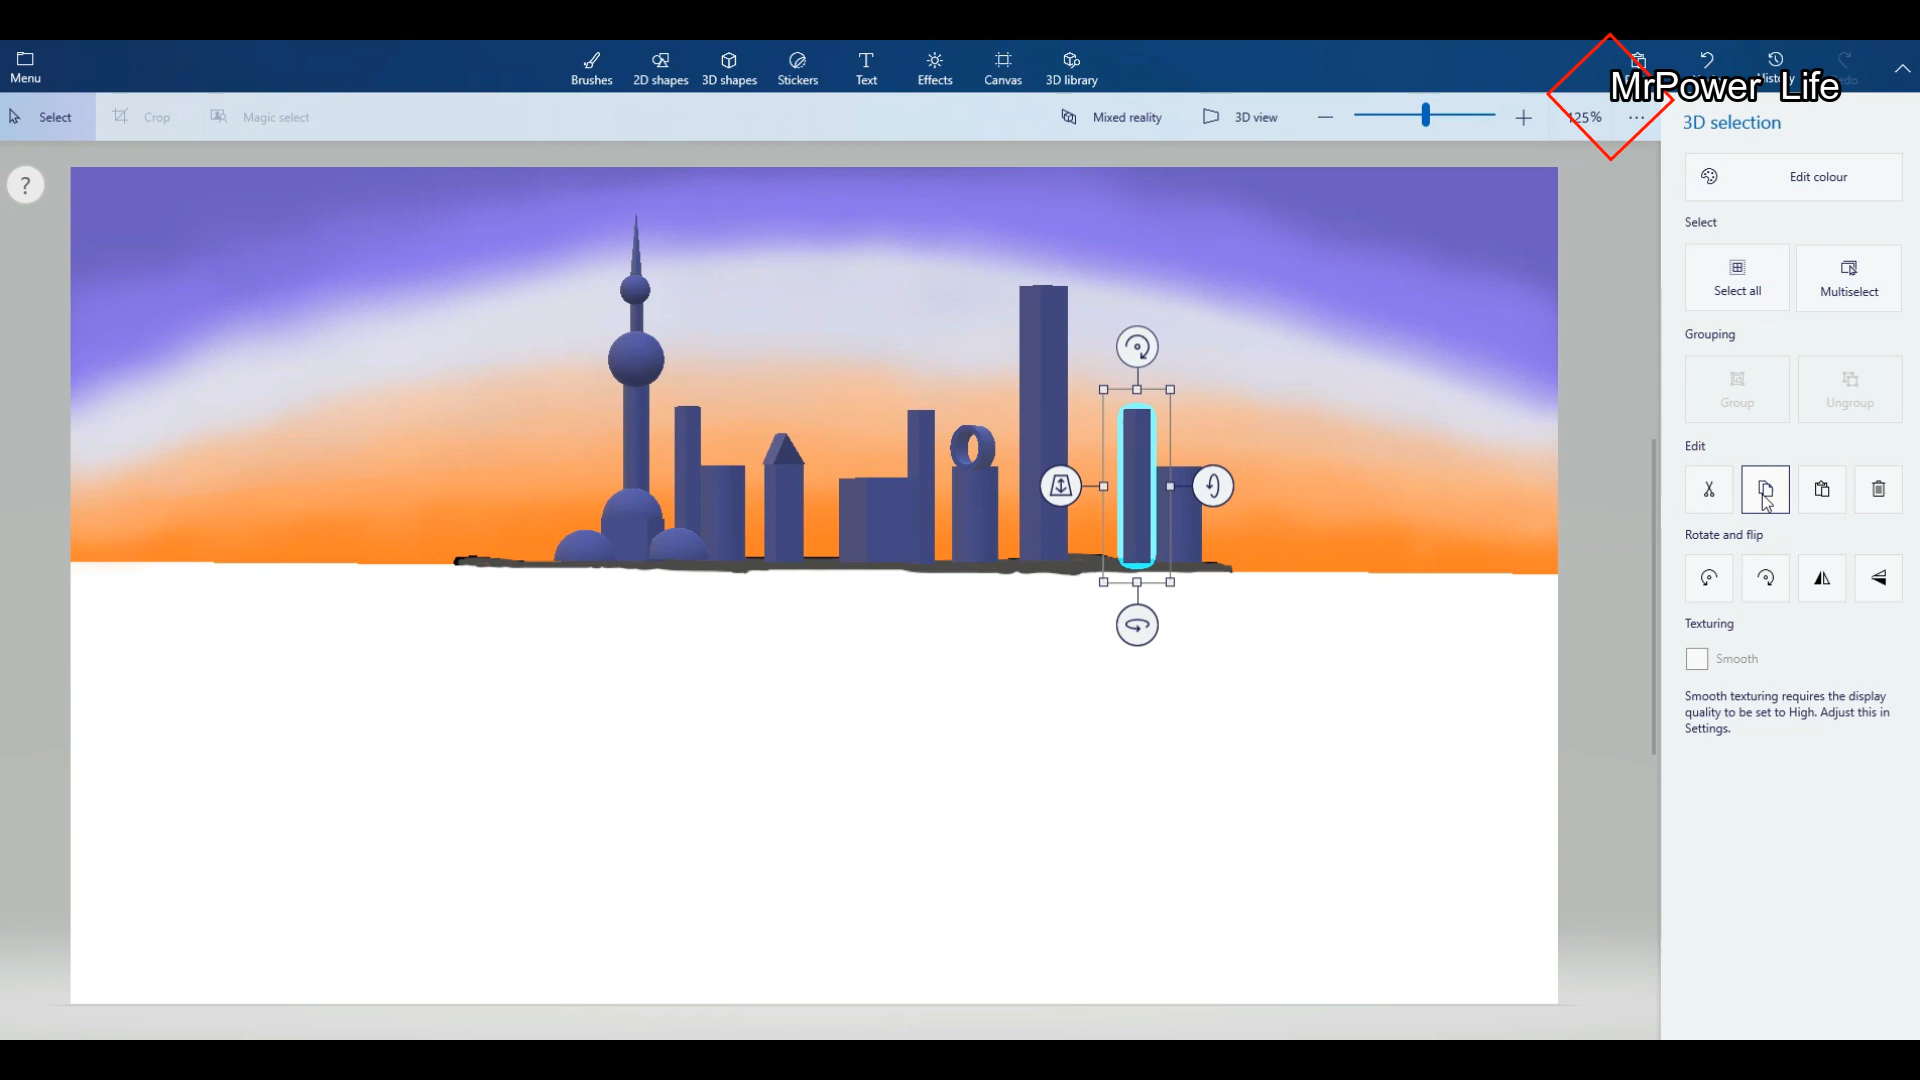 Menu
Brushes
2D shapes
3D shapes
Stickers
Text
Effects
Canvas
3D library
History
MrPower Life
Select
Crop
Magic select
Mixed reality
3D view
125%
3D selection
?
Edit colour
Select
Select all
Multiselect
Grouping
Group
Ungroup
Edit
Rotate and flip
Texturing
Smooth
Smooth texturing requires the display
quality to be set to High. Adjust this in
Settings.